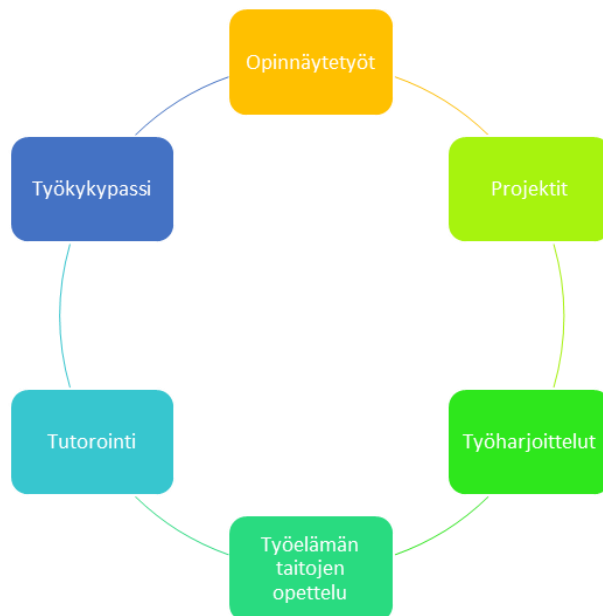 Opinnäytetyöt
Projektit
Työharjoittelut
Työelämän
taitojen
opettelu
Tutorointi
Työkykypassi